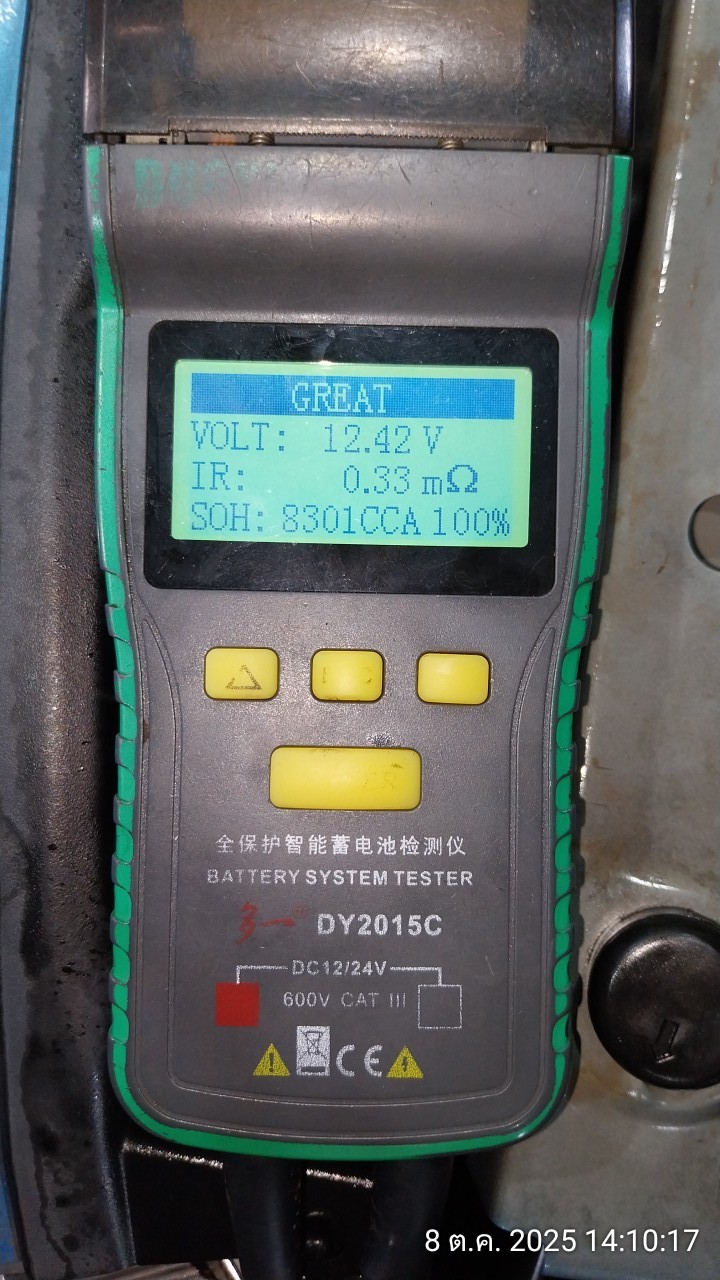 GREAT
VOLT: 12.42 V
IR: 0.33 mΩ
SOH: 8301CCA 100%
全保护智能蓄电池检测仪
BATTERY SYSTEM TESTER
多一 DY2015C
DC12/24V
600V CAT III
CE
8 ต.ค. 2025 14:10:17